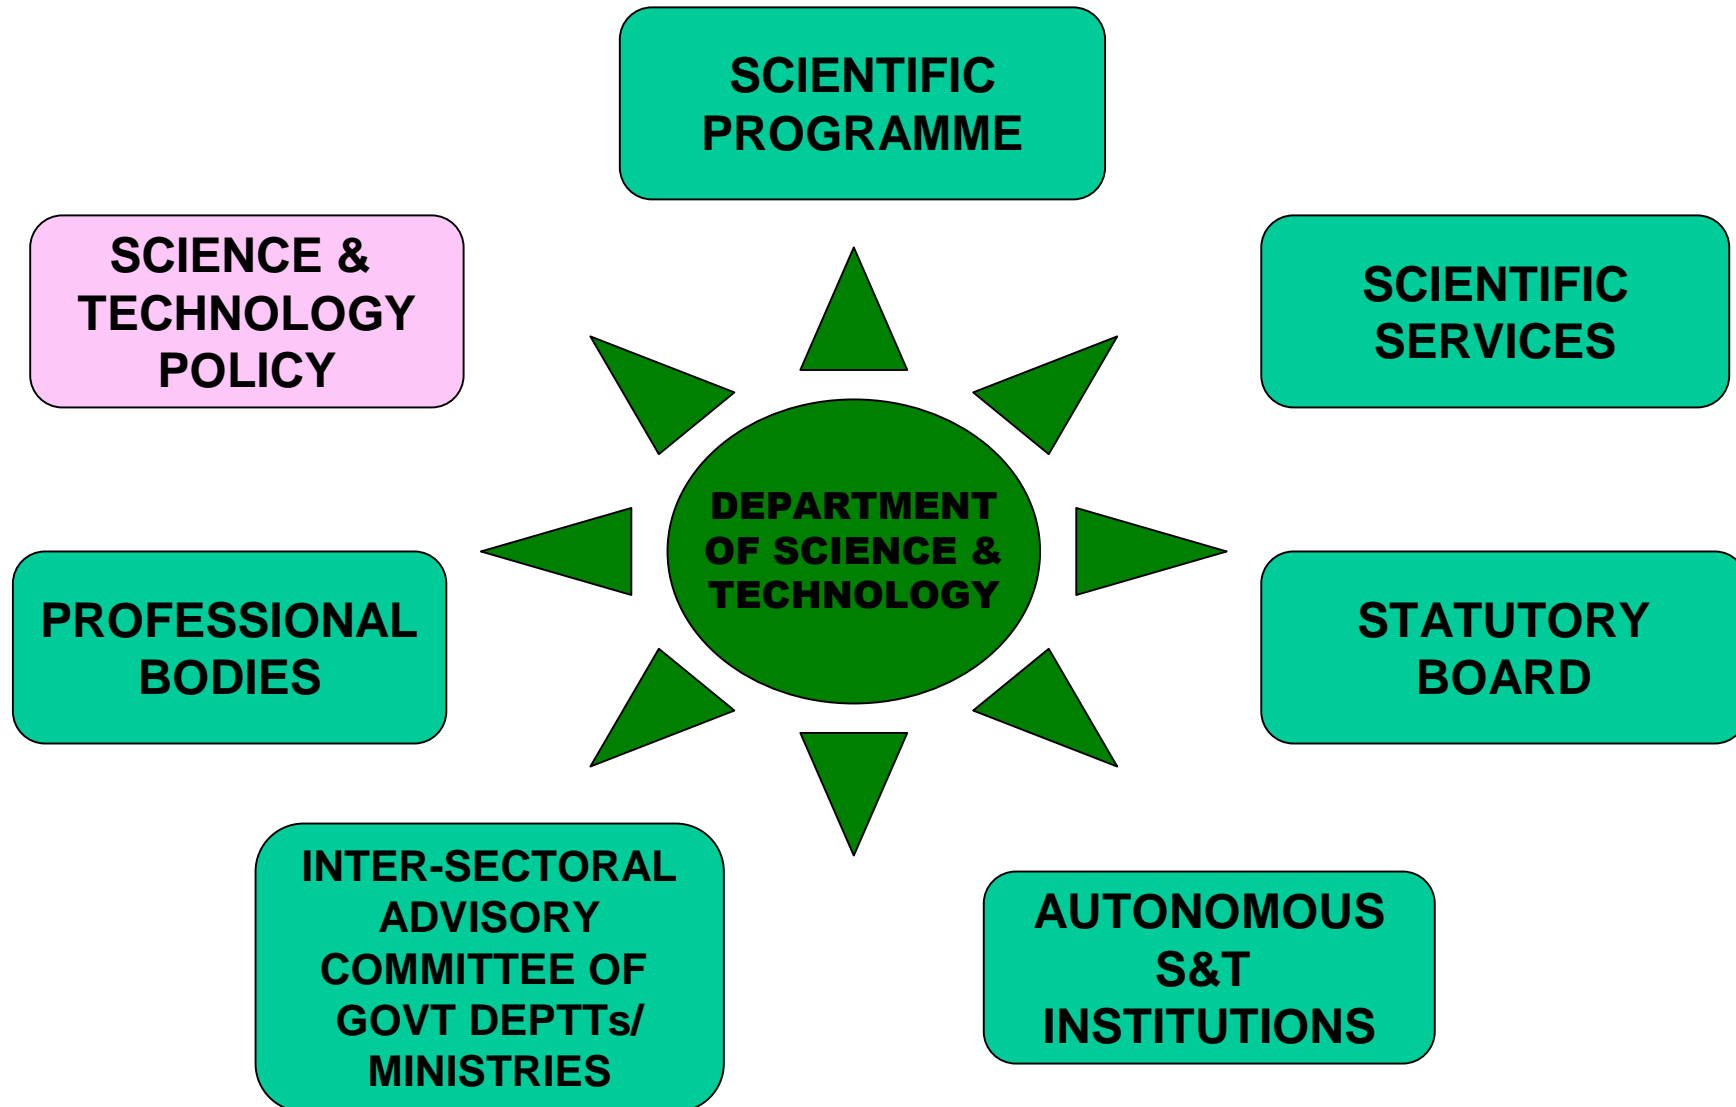 SCIENTIFIC
PROGRAMME
SCIENCE &
TECHNOLOGY
POLICY
SCIENTIFIC
SERVICES
DEPARTMENT
OF SCIENCE &
TECHNOLOGY
PROFESSIONAL
BODIES
STATUTORY
BOARD
INTER-SECTORAL
ADVISORY
COMMITTEE OF
GOVT DEPTTs/
MINISTRIES
AUTONOMOUS
S&T
INSTITUTIONS